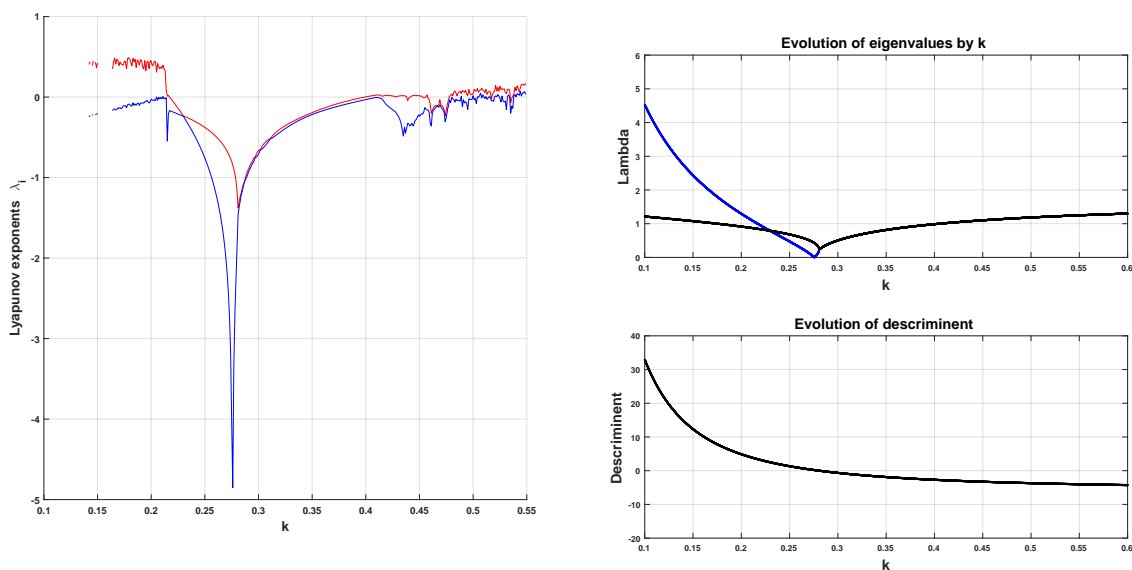 1
0
-1
-2
-3
-4
-5
Lyapunov exponents λi
0.1 0.15 0.2 0.25 0.3 0.35 0.4 0.45 0.5 0.55
k
Evolution of eigenvalues by k
6
5
4
3
2
1
0
Lambda
0.1 0.15 0.2 0.25 0.3 0.35 0.4 0.45 0.5 0.55 0.6
k
Evolution of descriminent
40
30
20
10
0
-10
-20
Descriminent
0.1 0.15 0.2 0.25 0.3 0.35 0.4 0.45 0.5 0.55 0.6
k